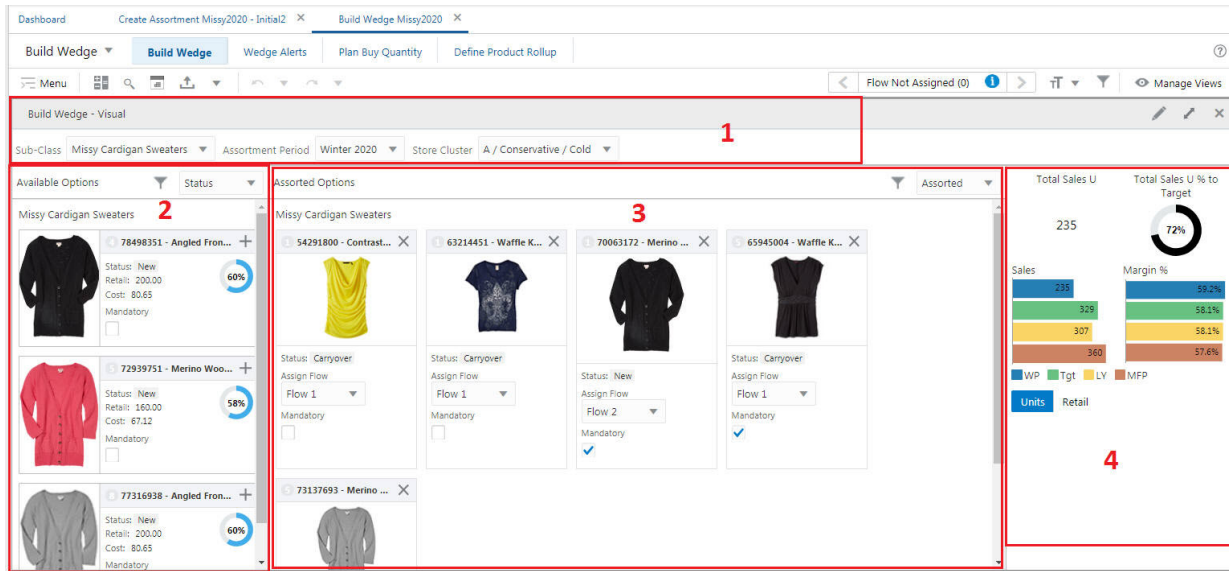 Dashboard
Create Assortment Missy2020 - Initial2
Build Wedge Missy2020
Build Wedge
Build Wedge
Wedge Alerts
Plan Buy Quantity
Define Product Rollup
Menu
Flow Not Assigned (0)
Manage Views
Build Wedge - Visual
1
Sub-Class Missy Cardigan Sweaters
Assortment Period Winter 2020
Store Cluster A / Conservative / Cold
Available Options
Status
2
Missy Cardigan Sweaters
78498351 - Angled Fron...
Status: New
Retail: 200.00
Cost: 80.65
60%
Mandatory
72939751 - Merino Woo...
Status: New
Retail: 160.00
Cost: 67.12
58%
Mandatory
77316938 - Angled Fron...
Status: New
Retail: 200.00
Cost: 80.65
60%
Mandatory
Assorted Options
Assorted
3
Missy Cardigan Sweaters
54291800 - Contrast...
Status: Carryover
Assign Flow
Flow 1
Mandatory
63214451 - Waffle K...
Status: Carryover
Assign Flow
Flow 1
Mandatory
70063172 - Merino ...
Status: New
Assign Flow
Flow 2
Mandatory
65945004 - Waffle K...
Status: Carryover
Assign Flow
Flow 1
Mandatory
73137693 - Merino ...
Total Sales U
235
Total Sales U % to
Target
72%
Sales
235
329
307
360
Margin %
59.2%
58.1%
58.1%
57.6%
WP Tgt LY MFP
Units
Retail
4